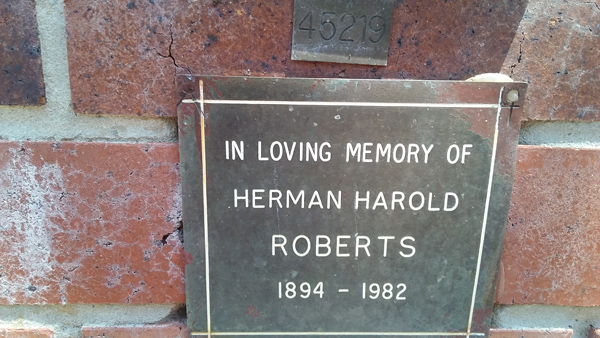 45219
IN LOVING MEMORY OF
HERMAN HAROLD
ROBERTS
1894 - 1982